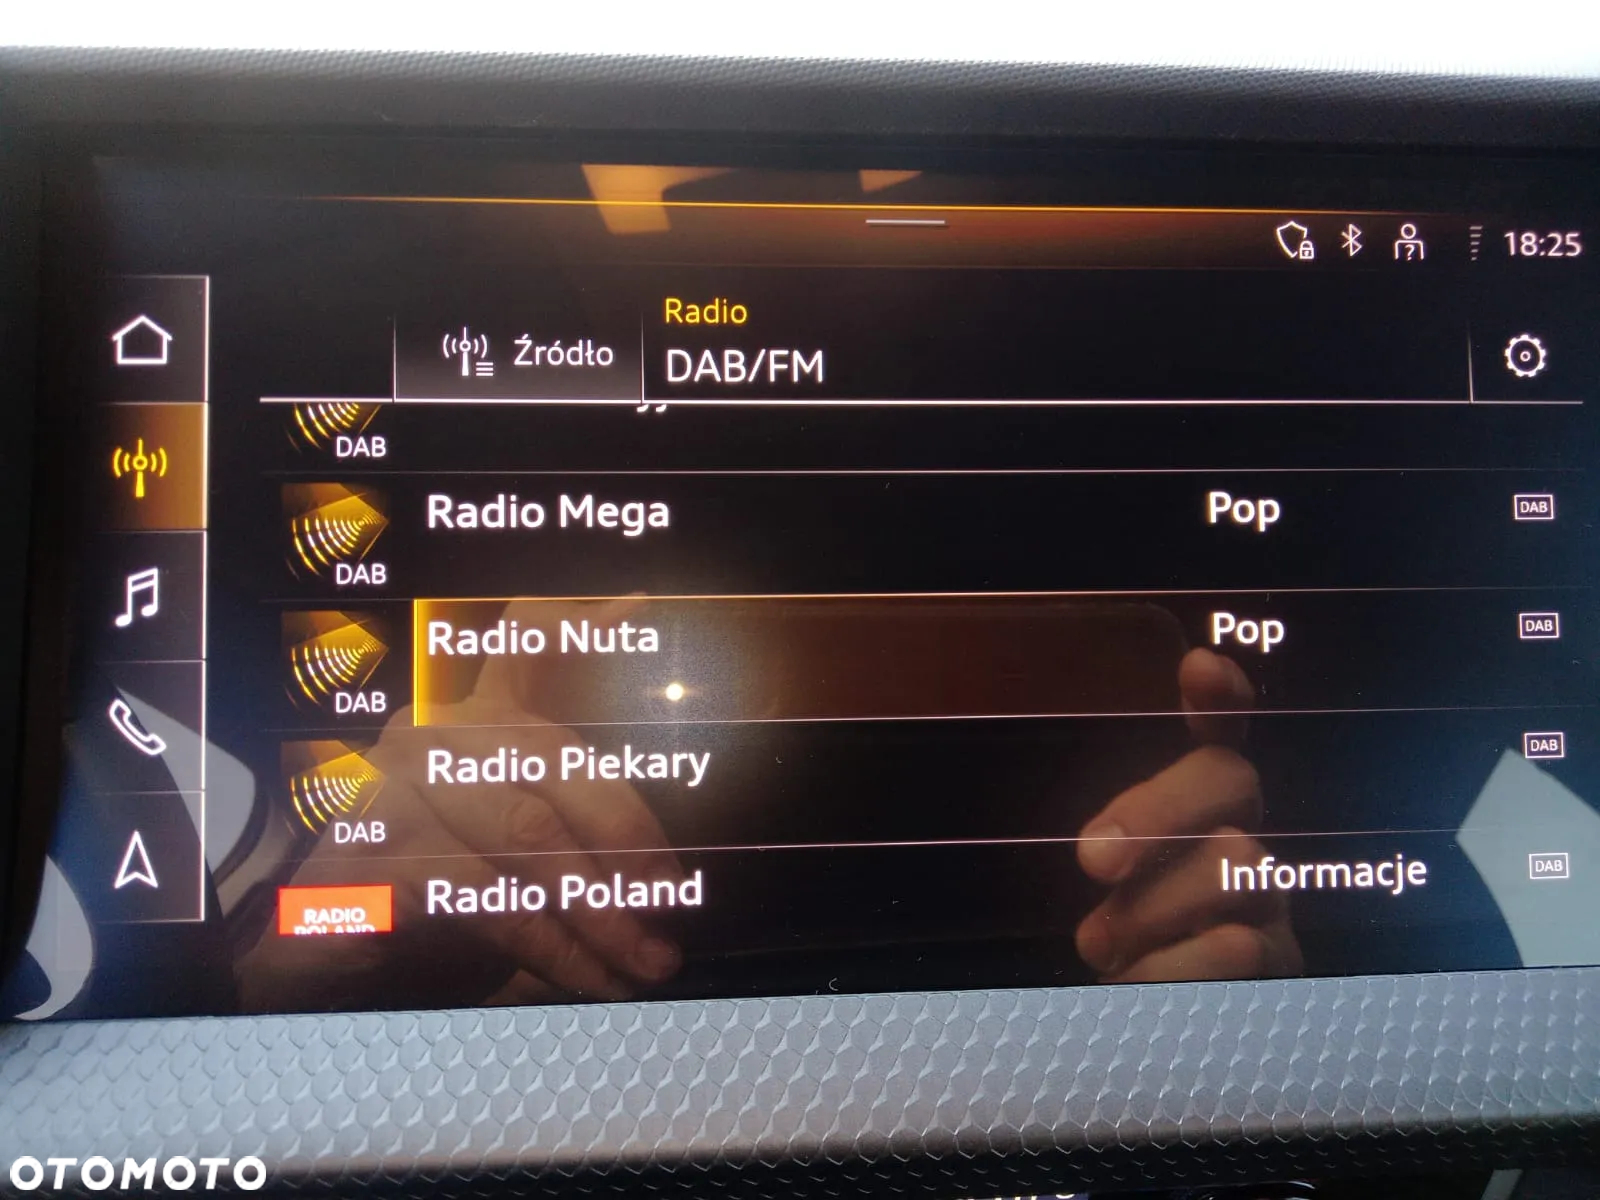 18:25
Źródło
Radio
DAB/FM
DAB
Radio Mega
Pop
DAB
DAB
Radio Nuta
Pop
DAB
DAB
Radio Piekary
DAB
DAB
Radio Poland
Informacje
DAB
RADIO
POLAND
OTOMOTO